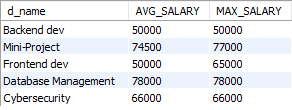 d_name AVG_SALARY MAX_SALARY
Backend dev 50000 50000
Mini-Project 74500 77000
Frontend dev 50000 65000
Database Management 78000 78000
Cybersecurity 66000 66000